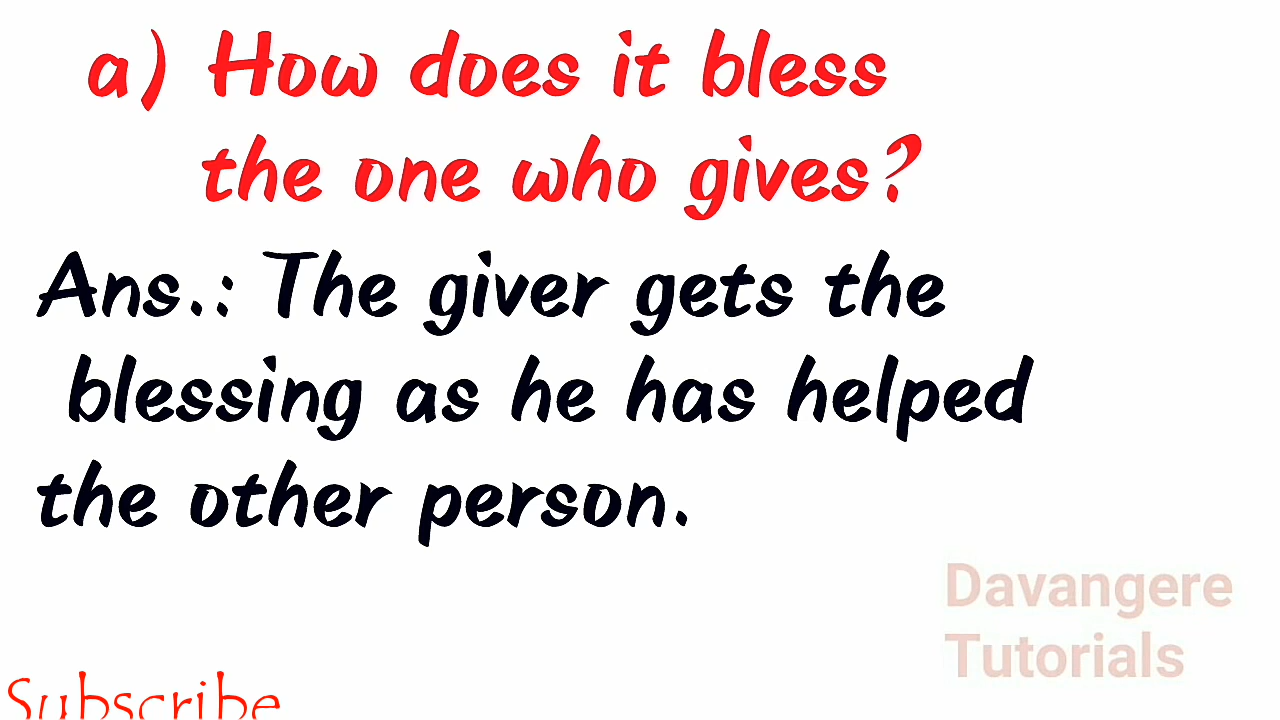 a) How does it bless
the one who gives?
Ans.: The giver gets the
blessing as he has helped
the other person.
Davangere
Tutorials
Subscribe